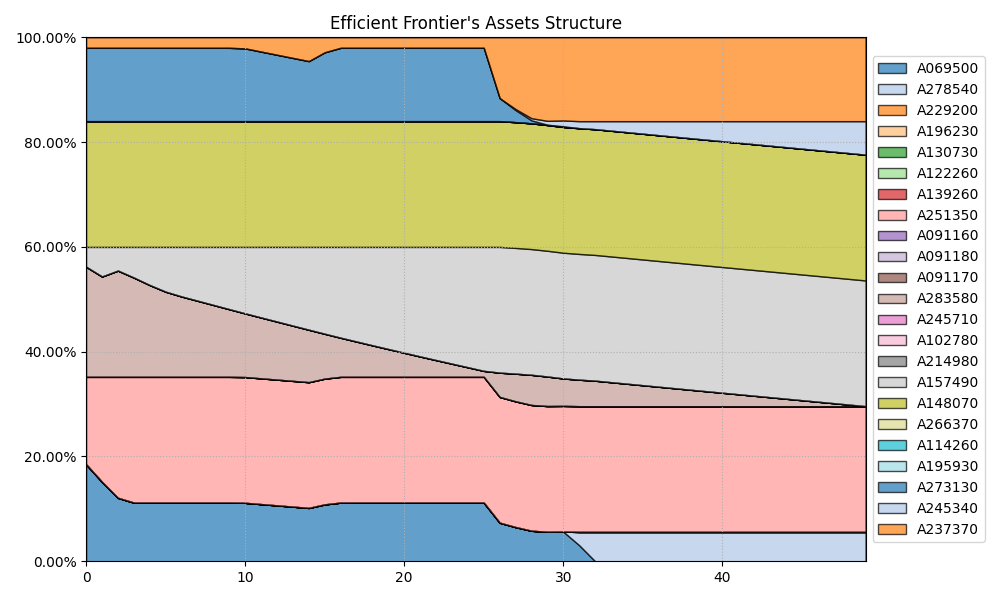 Efficient Frontier's Assets Structure
100.00%
80.00%
60.00%
40.00%
20.00%
0.00%
0
10
20
30
40
A069500
A278540
A229200
A196230
A130730
A122260
A139260
A251350
A091160
A091180
A091170
A283580
A245710
A102780
A214980
A157490
A148070
A266370
A114260
A195930
A273130
A245340
A237370